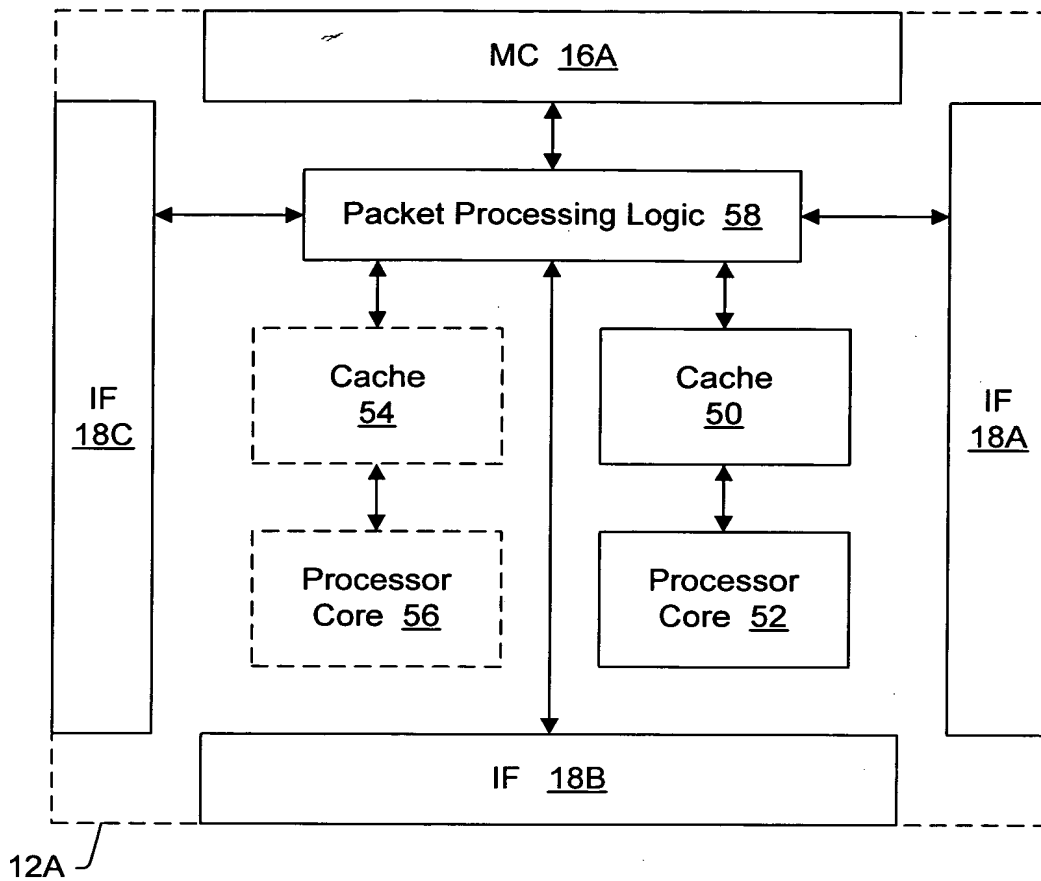 MC 16A
Packet Processing Logic 58
Cache
54
Cache
50
IF
18C
IF
18A
Processor
Core 56
Processor
Core 52
IF 18B
12A